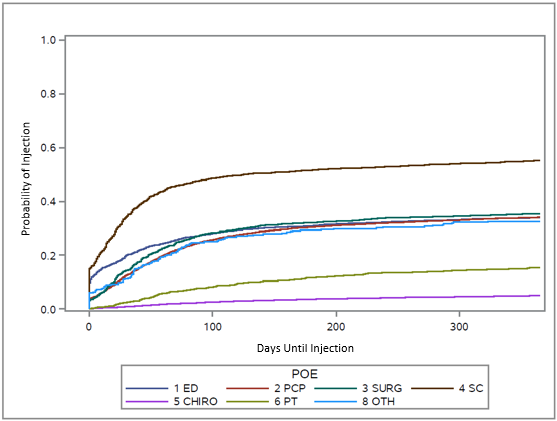 1.0
0.8
0.6
0.4
0.2
0.0
Probability of Injection
0 100 200 300
Days Until Injection
POE
1 ED 2 PCP 3 SURG 4 SC
5 CHIRO 6 PT 8 OTH